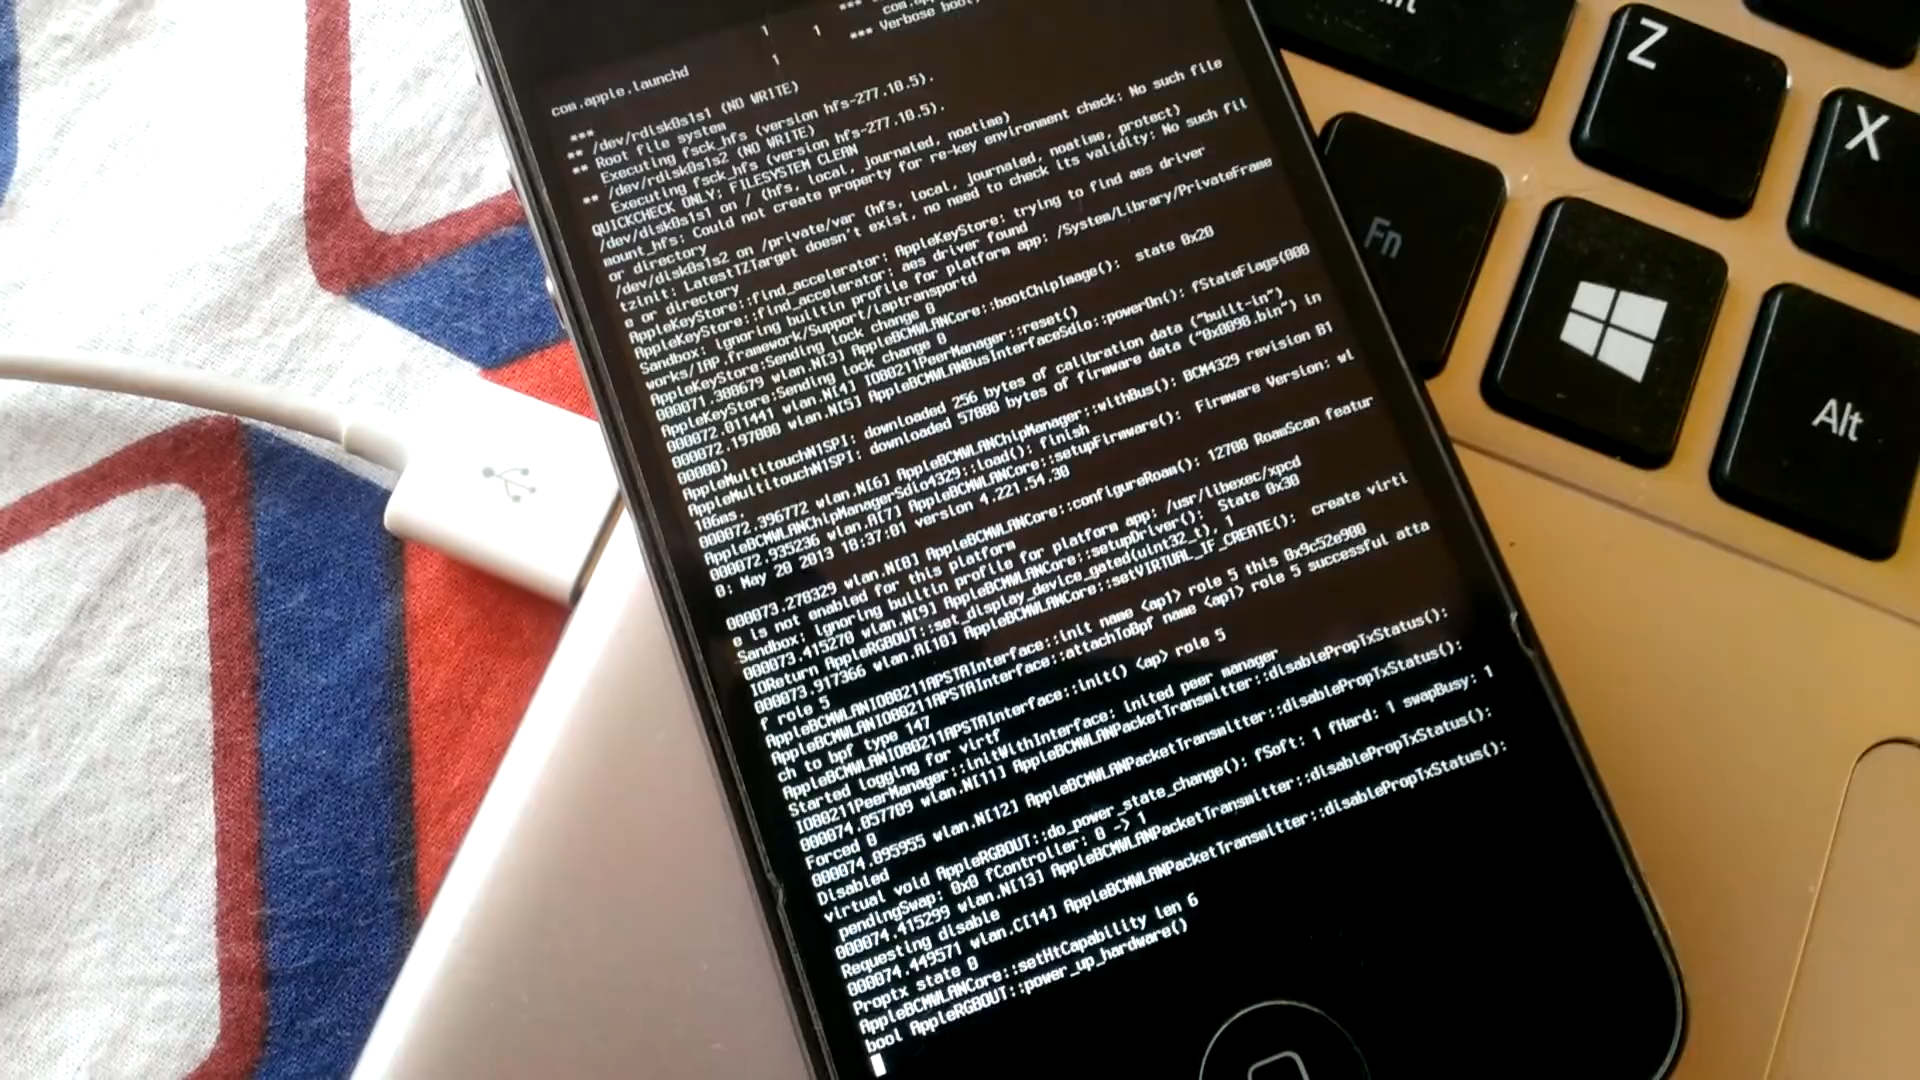 1 1 *** com.ap
*** Verbose boot,
com.apple.launchd 1
***
** /dev/rdisk0s1s1 (NO WRITE)
** Root file system
Executing fsck_hfs (version hfs-277.10.5).
** /dev/rdisk0s1s2 (NO WRITE)
** Executing fsck_hfs (version hfs-277.10.5).
QUICKCHECK ONLY; FILESYSTEM CLEAN
/dev/disk0s1s1 on / (hfs, local, journaled, noatime)
mount_hfs: Could not create property for re-key environment check: No such file
or directory
/dev/disk0s1s2 on /private/var (hfs, local, journaled, noatime, protect)
tzinit: LatestTZTarget doesn't exist, no need to check its validity: No such fil
e or directory
AppleKeyStore::find_accelerator: AppleKeyStore: trying to find aes driver
AppleKeyStore::find_accelerator: aes driver found
Sandbox: ignoring builtin profile for platform app: /System/Library/PrivateFrame
works/IAP.framework/Support/iaptransportd
AppleKeyStore:Sending lock change 0
000071.308679 wlan.N[3] AppleBCMWLANCore::bootChipImage(): state 0x20
AppleKeyStore:Sending lock change 0
000072.011441 wlan.N[4] IO80211PeerManager::reset()
000072.197000 wlan.N[5] AppleBCMWLANBusInterfaceSdio::powerOn(): fStateFlags(000
00000)
AppleMultitouchN1SPI: downloaded 256 bytes of calibration data ("built-in")
AppleMultitouchN1SPI: downloaded 57800 bytes of firmware data ("0x0098.bin") in
186ms.
000072.396772 wlan.N[6] AppleBCMWLANChipManager::withBus(): BCM4329 revision B1
AppleBCMWLANChipManagerSdio4329::load(): finish
000072.935236 wlan.A[7] AppleBCMWLANCore::setupFirmware(): Firmware Version: wl
0: May 20 2013 18:37:01 version 4.221.54.30
000073.278329 wlan.N[8] AppleBCMWLANCore::configureRoam(): 12700 RoamScan featur
e is not enabled for this platform
Sandbox: ignoring builtin profile for platform app: /usr/libexec/xpcd
000073.415270 wlan.N[9] AppleBCMWLANCore::setupDriver(): State 0x30
IOReturn AppleRGBOUT::set_display_device_gated(uint32_t), 1
000073.917366 wlan.A[10] AppleBCMWLANCore::setVIRTUAL_IF_CREATE(): create virti
f role 5
AppleBCMWLANIO80211APSTAInterface::init name <ap1> role 5 this 0x9c52e900
AppleBCMWLANIO80211APSTAInterface::attachToBpf name <ap1> role 5 successful atta
ch to bpf type 147
AppleBCMWLANIO80211APSTAInterface::init() <ap> role 5
Started logging for virtf
IO80211PeerManager::initWithInterface: inited peer manager
000074.057709 wlan.N[11] AppleBCMWLANPacketTransmitter::disablePropTxStatus():
Forced 0
000074.095955 wlan.N[12] AppleBCMWLANPacketTransmitter::disablePropTxStatus():
Disabled
virtual void AppleRGBOUT::do_power_state_change(): fSoft: 1 fHard: 1 swapBusy: 1
pendingSwap: 0x0 fController: 0 -> 1
000074.415299 wlan.N[13] AppleBCMWLANPacketTransmitter::disablePropTxStatus():
Requesting disable
000074.449571 wlan.C[14] AppleBCMWLANPacketTransmitter::disablePropTxStatus():
Proptx state 0
AppleBCMWLANCore::setHtCapability len 6
bool AppleRGBOUT::power_up_hardware()
Z
X
Fn
Alt